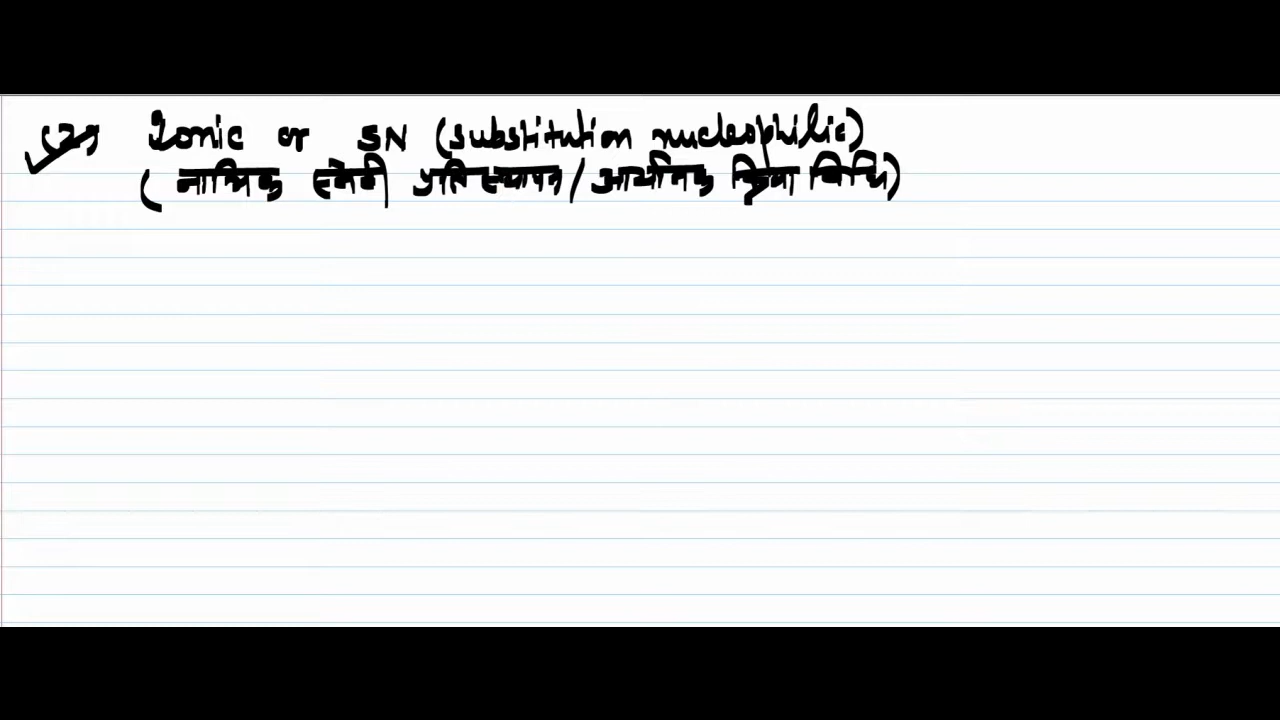 (2) Ionic or SN (substitution nucleophilic)
(नाभिक स्नेही प्रतिस्थापन/आयनिक क्रिया विधि)